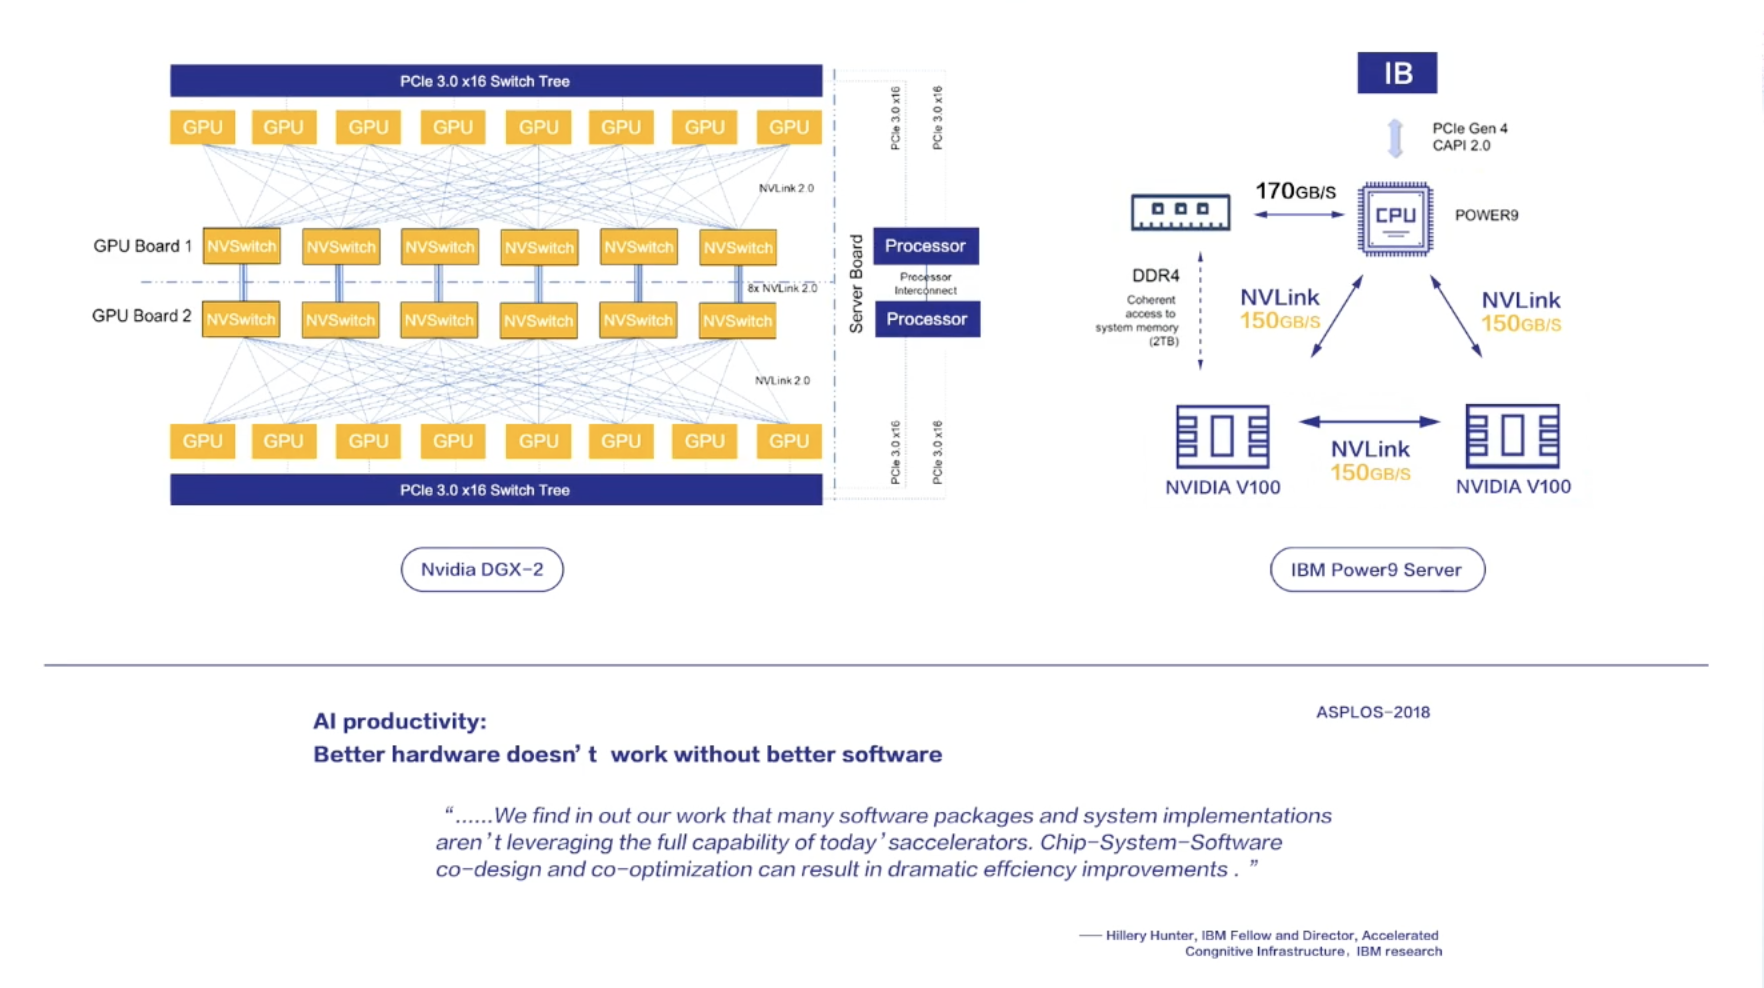 PCIe 3.0 x16 Switch Tree
GPU GPU GPU GPU GPU GPU GPU GPU
NVLink 2.0
GPU Board 1 NVSwitch NVSwitch NVSwitch NVSwitch NVSwitch NVSwitch
8x NVLink 2.0
GPU Board 2 NVSwitch NVSwitch NVSwitch NVSwitch NVSwitch NVSwitch
NVLink 2.0
GPU GPU GPU GPU GPU GPU GPU GPU
PCIe 3.0 x16 Switch Tree
Server Board
PCIe 3.0 x16
PCIe 3.0 x16
Processor
Processor
Interconnect
Processor
PCIe 3.0 x16
PCIe 3.0 x16
Nvidia DGX-2
IB
PCIe Gen 4
CAPI 2.0
170GB/S
CPU
POWER9
DDR4
Coherent
access to
system memory
(2TB)
NVLink
150GB/S
NVLink
150GB/S
NVLink
150GB/S
NVIDIA V100
NVIDIA V100
IBM Power9 Server
AI productivity:
Better hardware doesn’t work without better software
ASPLOS-2018
“......We find in out our work that many software packages and system implementations
aren’t leveraging the full capability of today’saccelerators. Chip-System-Software
co-design and co-optimization can result in dramatic effciency improvements . ”
—— Hillery Hunter, IBM Fellow and Director, Accelerated
Congnitive Infrastructure, IBM research